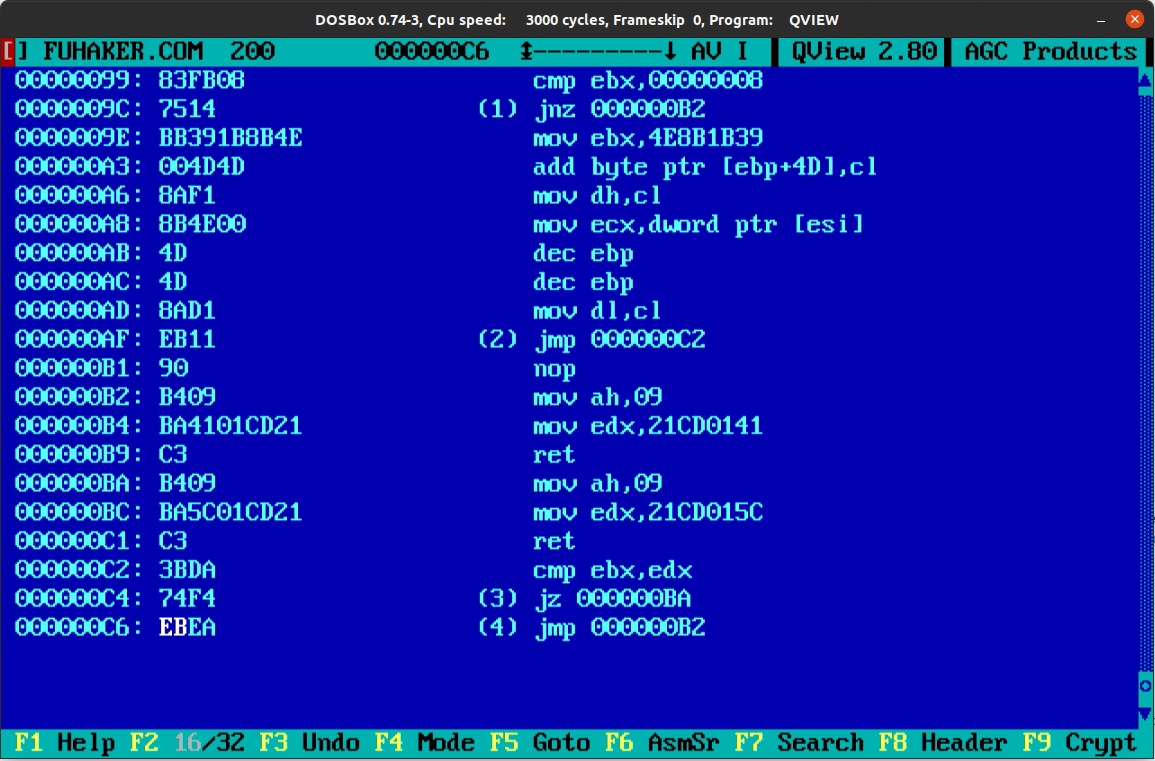 DOSBox 0.74-3, Cpu speed: 3000 cycles, Frameskip 0, Program: QVIEW
[ ] FUHAKER.COM 200 000000C6 ↨---------↓ AV I QView 2.80 AGC Products
00000099: 83FB08 cmp ebx,00000008
0000009C: 7514 (1) jnz 000000B2
0000009E: BB391B8B4E mov ebx,4E8B1B39
000000A3: 004D4D add byte ptr [ebp+4D],cl
000000A6: 8AF1 mov dh,cl
000000A8: 8B4E00 mov ecx,dword ptr [esi]
000000AB: 4D dec ebp
000000AC: 4D dec ebp
000000AD: 8AD1 mov dl,cl
000000AF: EB11 (2) jmp 000000C2
000000B1: 90 nop
000000B2: B409 mov ah,09
000000B4: BA4101CD21 mov edx,21CD0141
000000B9: C3 ret
000000BA: B409 mov ah,09
000000BC: BA5C01CD21 mov edx,21CD015C
000000C1: C3 ret
000000C2: 3BDA cmp ebx,edx
000000C4: 74F4 (3) jz 000000BA
000000C6: EBEA (4) jmp 000000B2
F1 Help F2 16/32 F3 Undo F4 Mode F5 Goto F6 AsmSr F7 Search F8 Header F9 Crypt